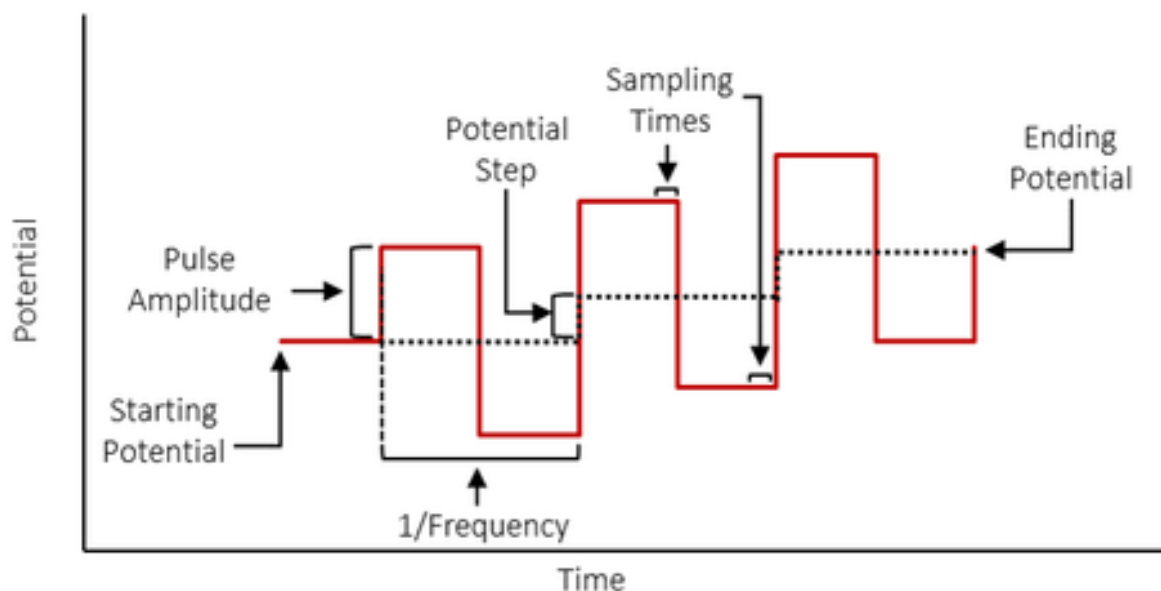 Sampling
Times
Potential
Step
Ending
Potential
Pulse
Amplitude
Potential
Starting
Potential
1/Frequency
Time